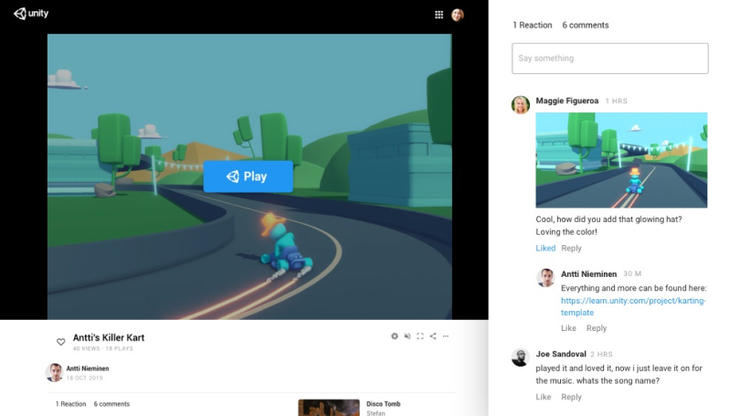 unity
Play
Antti's Killer Kart
40 VIEWS · 18 PLAYS
Antti Nieminen
18 OCT 2019
1 Reaction 6 comments
Disco Tomb
Stefan
1 Reaction 6 comments
Say something
Maggie Figueroa 1 HRS
Cool, how did you add that glowing hat?
Loving the color!
Liked Reply
Antti Nieminen 30 M
Everything and more can be found here:
https://learn.unity.com/project/karting-
template
Like Reply
Joe Sandoval 2 HRS
played it and loved it, now i just leave it on for
the music. whats the song name?
Like Reply